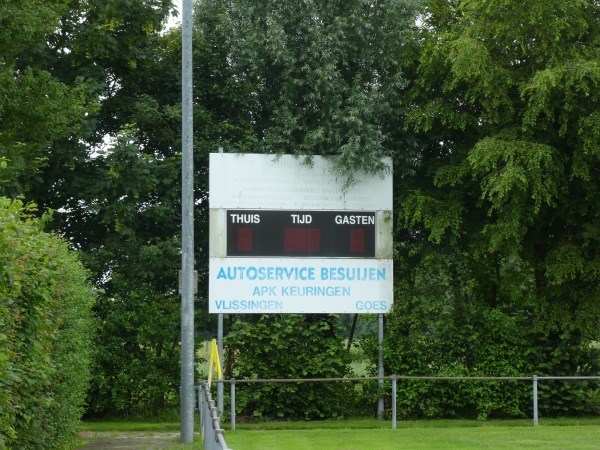 THUIS TIJD GASTEN
AUTOSERVICE BESUIJEN
APK KEURINGEN
VLISSINGEN GOES